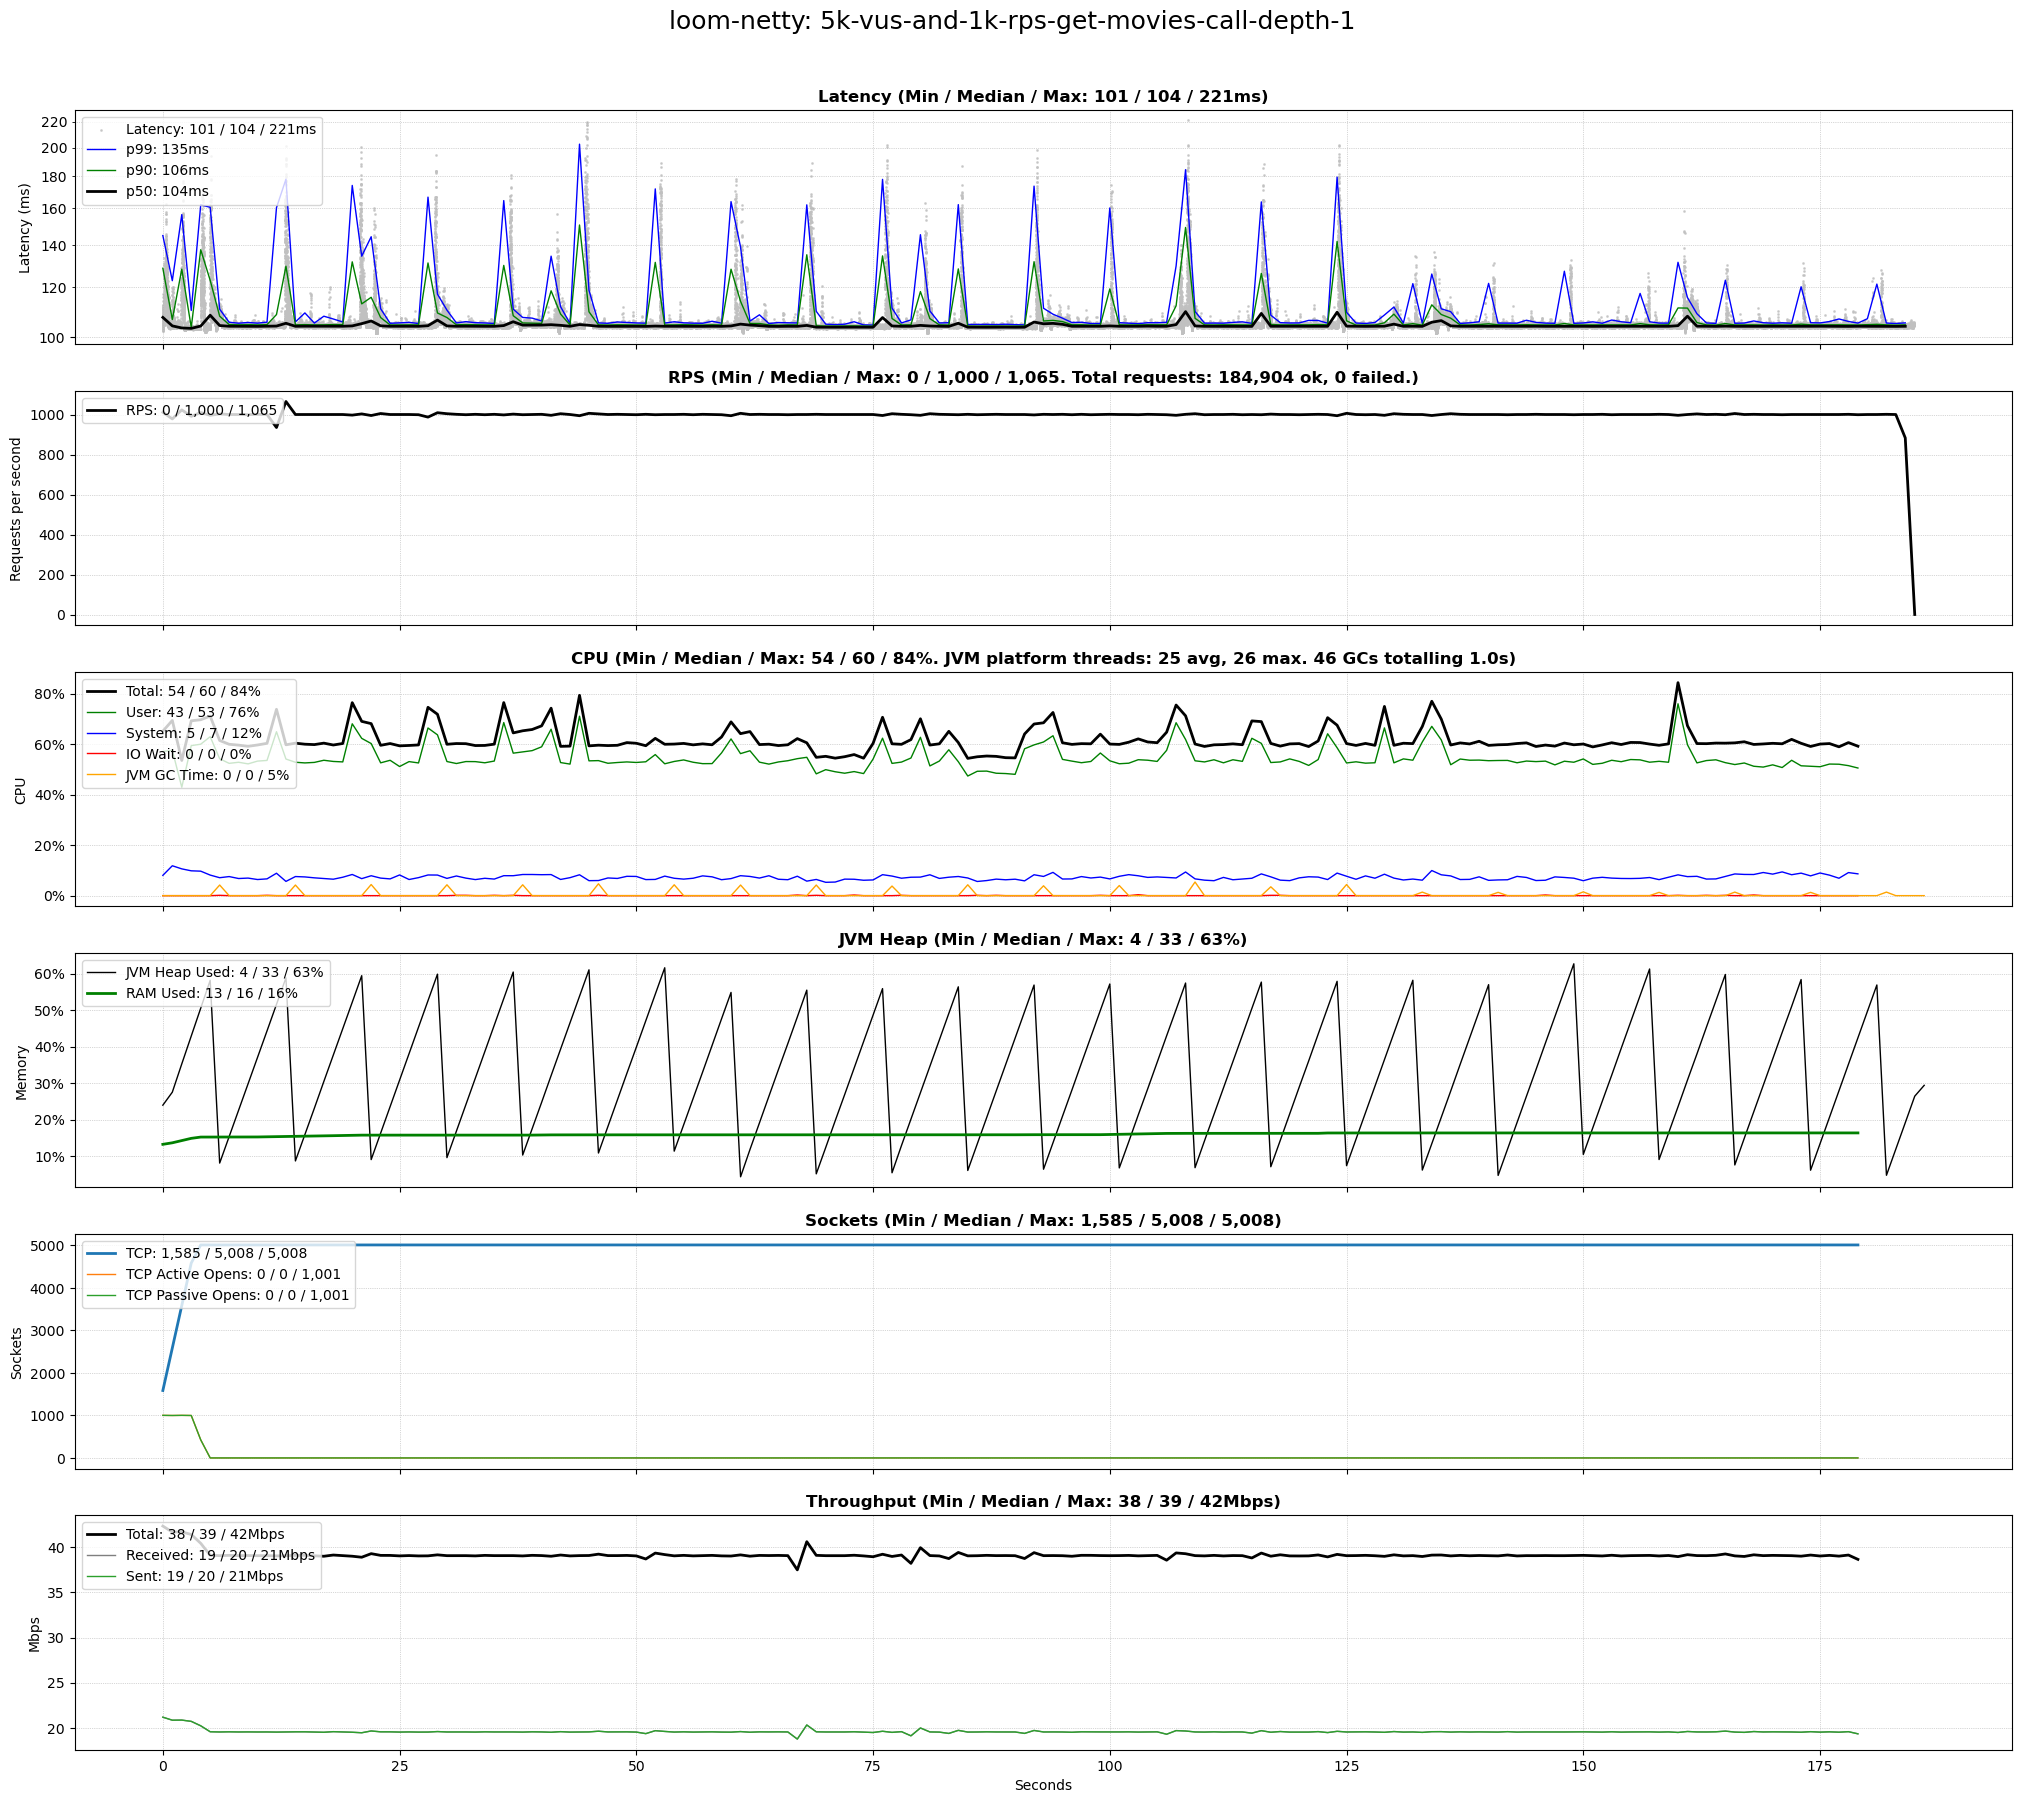 loom-netty: 5k-vus-and-1k-rps-get-movies-call-depth-1
Latency (Min / Median / Max: 101 / 104 / 221ms)
Latency: 101 / 104 / 221ms
p99: 135ms
p90: 106ms
p50: 104ms
220
200
180
160
140
120
100
Latency (ms)
RPS (Min / Median / Max: 0 / 1,000 / 1,065. Total requests: 184,904 ok, 0 failed.)
RPS: 0 / 1,000 / 1,065
1000
800
600
400
200
0
Requests per second
CPU (Min / Median / Max: 54 / 60 / 84%. JVM platform threads: 25 avg, 26 max. 46 GCs totalling 1.0s)
Total: 54 / 60 / 84%
User: 43 / 53 / 76%
System: 5 / 7 / 12%
IO Wait: 0 / 0 / 0%
JVM GC Time: 0 / 0 / 5%
80%
60%
40%
20%
0%
CPU
JVM Heap (Min / Median / Max: 4 / 33 / 63%)
JVM Heap Used: 4 / 33 / 63%
RAM Used: 13 / 16 / 16%
60%
50%
40%
30%
20%
10%
Memory
Sockets (Min / Median / Max: 1,585 / 5,008 / 5,008)
TCP: 1,585 / 5,008 / 5,008
TCP Active Opens: 0 / 0 / 1,001
TCP Passive Opens: 0 / 0 / 1,001
5000
4000
3000
2000
1000
0
Sockets
Throughput (Min / Median / Max: 38 / 39 / 42Mbps)
Total: 38 / 39 / 42Mbps
Received: 19 / 20 / 21Mbps
Sent: 19 / 20 / 21Mbps
40
35
30
25
20
Mbps
0 25 50 75 100 125 150 175
Seconds